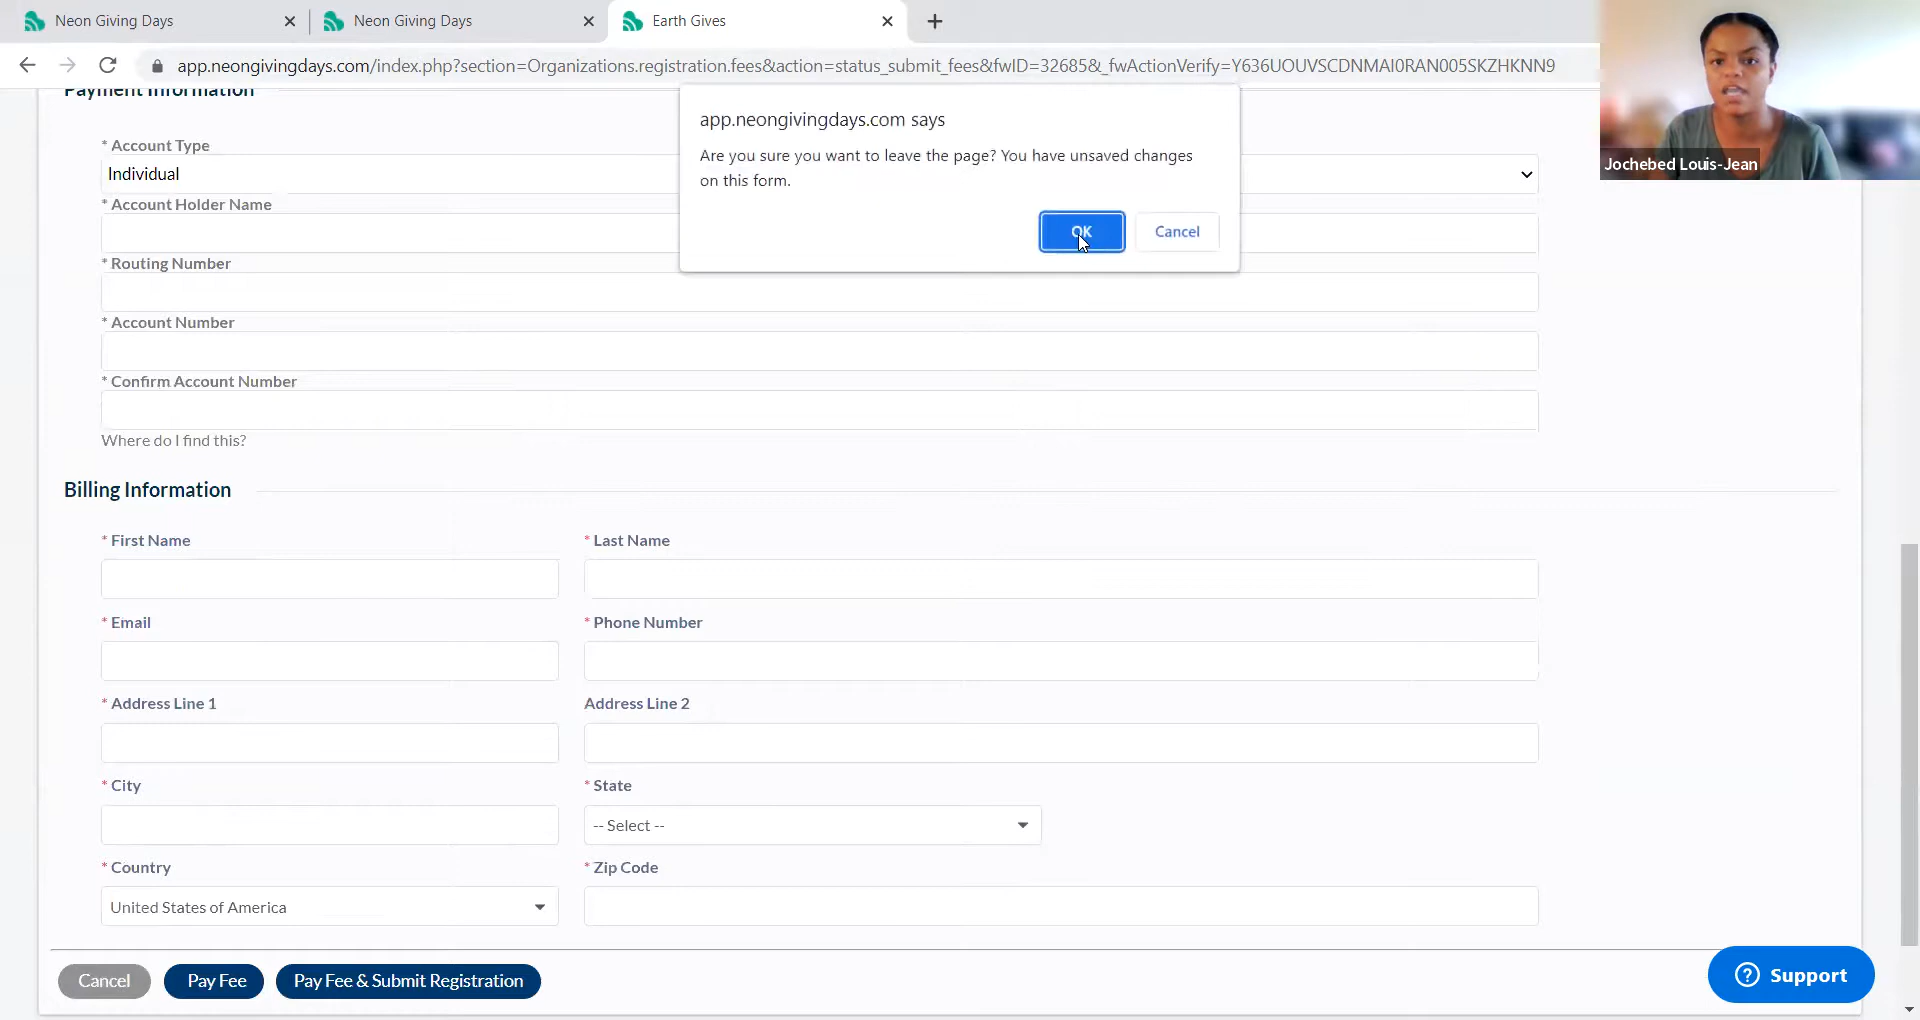 Neon Giving Days
Neon Giving Days
Earth Gives
app.neongivingdays.com/index.php?section=Organizations.registration.fees&action=status_submit_fees&fwID=32685&_fwActionVerify=Y636UOUVSCDNMAI0RAN005SKZHKNN9
Payment Information
app.neongivingdays.com says
Are you sure you want to leave the page? You have unsaved changes
on this form.
OK
Cancel
Jochebed Louis-Jean
* Account Type
Individual
* Account Holder Name
* Routing Number
* Account Number
* Confirm Account Number
Where do I find this?
Billing Information
* First Name
* Last Name
* Email
* Phone Number
* Address Line 1
Address Line 2
* City
* State
-- Select --
* Country
* Zip Code
United States of America
Cancel
Pay Fee
Pay Fee & Submit Registration
Support